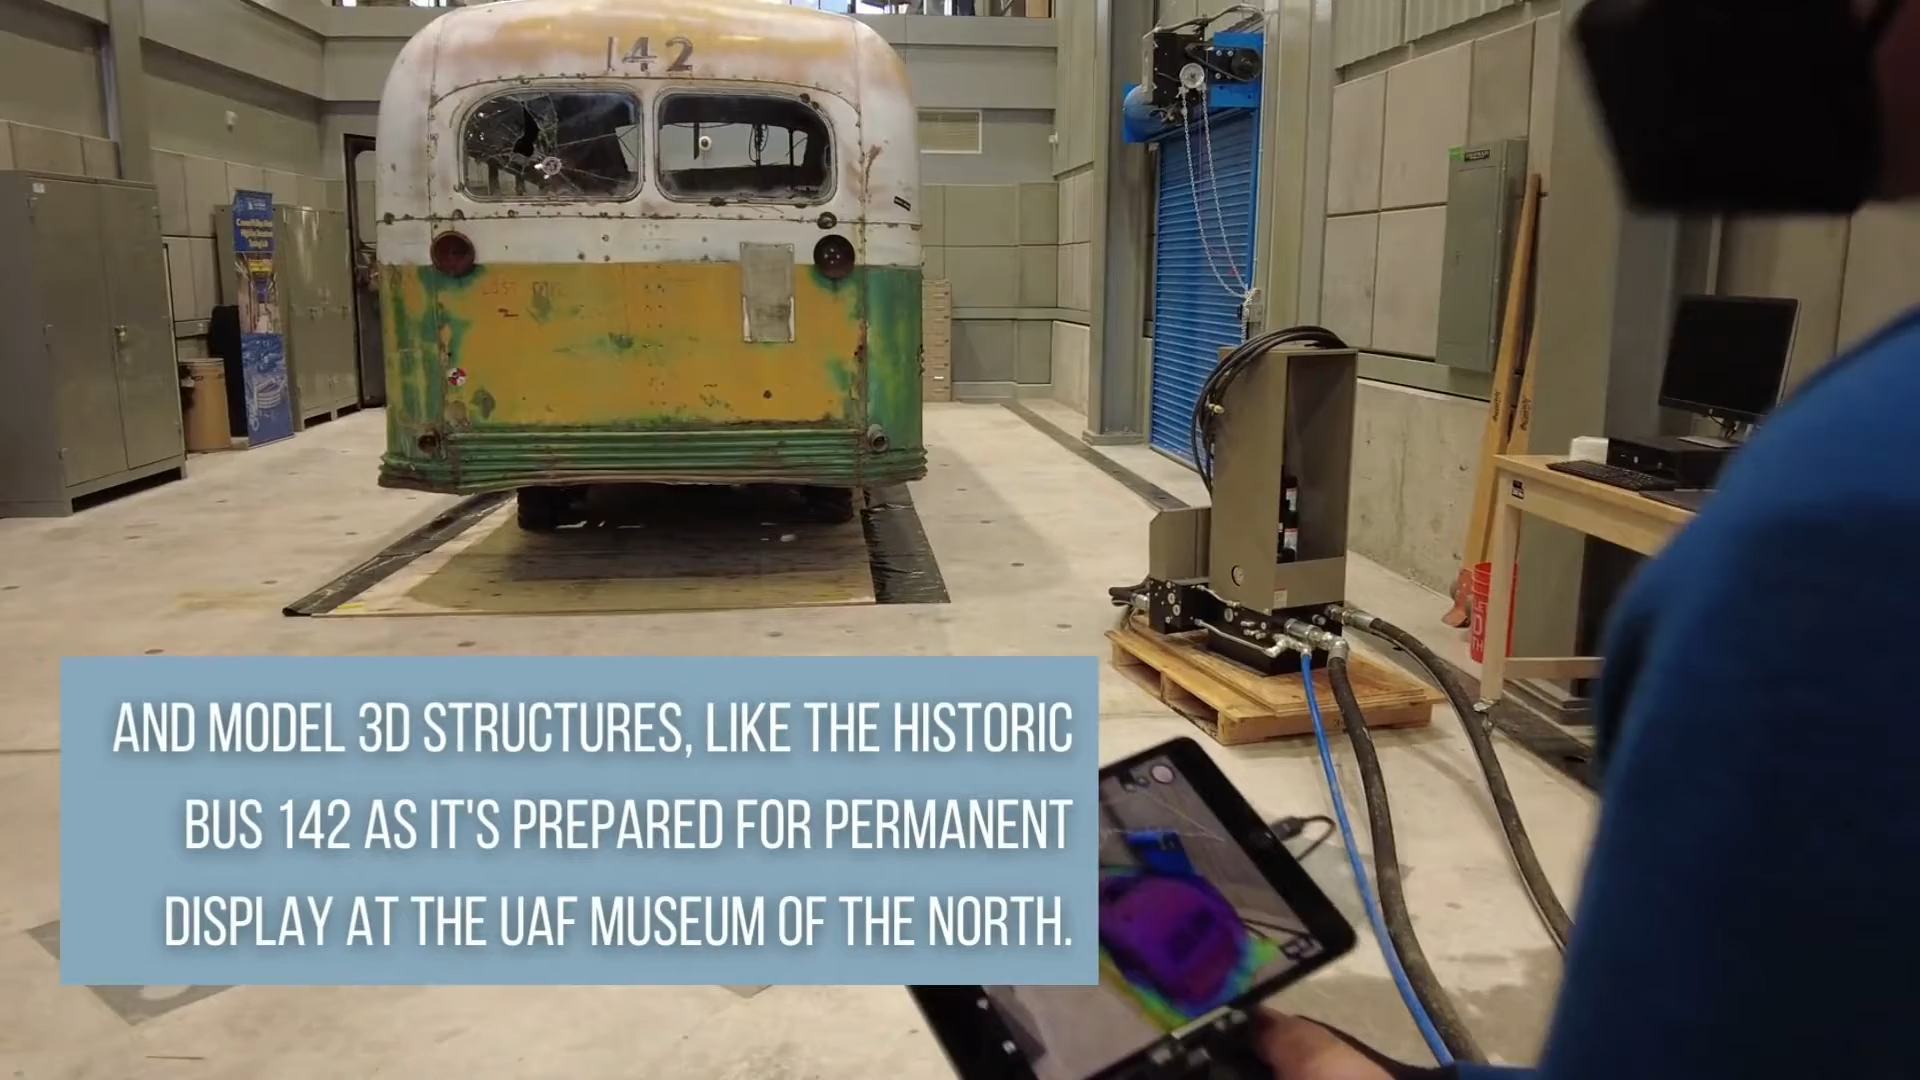 142
AND MODEL 3D STRUCTURES, LIKE THE HISTORIC
BUS 142 AS IT'S PREPARED FOR PERMANENT
DISPLAY AT THE UAF MUSEUM OF THE NORTH.